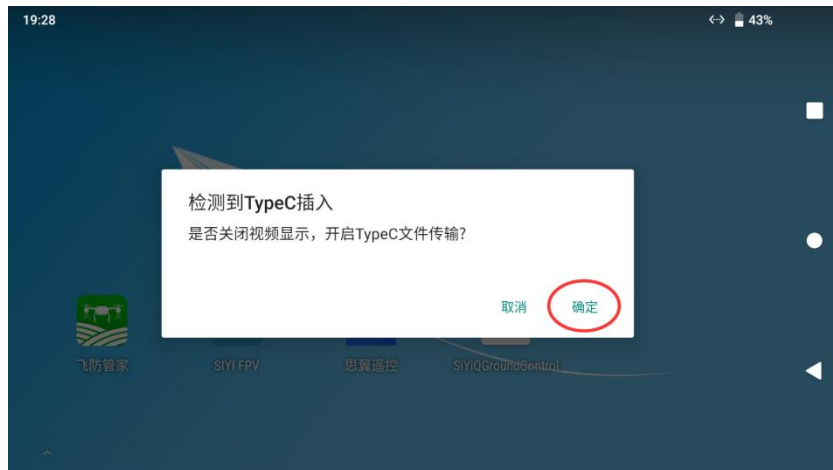 19:28
43%
检测到TypeC插入
是否关闭视频显示，开启TypeC文件传输?
取消
确定
飞防管家
SIYI FPV
思翼遥控
SiYiQGroundControl